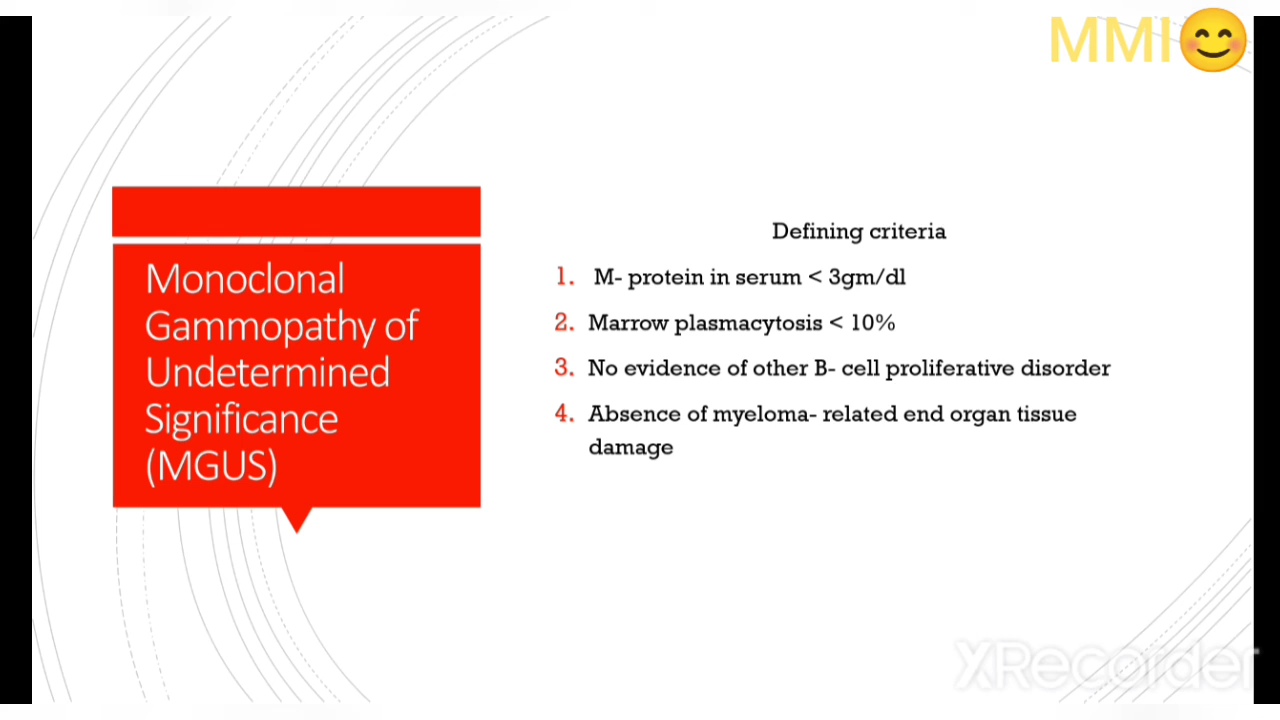 MMI😊
Monoclonal
Gammopathy of
Undetermined
Significance
(MGUS)
Defining criteria
1. M- protein in serum < 3gm/dl
2. Marrow plasmacytosis < 10%
3. No evidence of other B- cell proliferative disorder
4. Absence of myeloma- related end organ tissue
damage
XRecorder